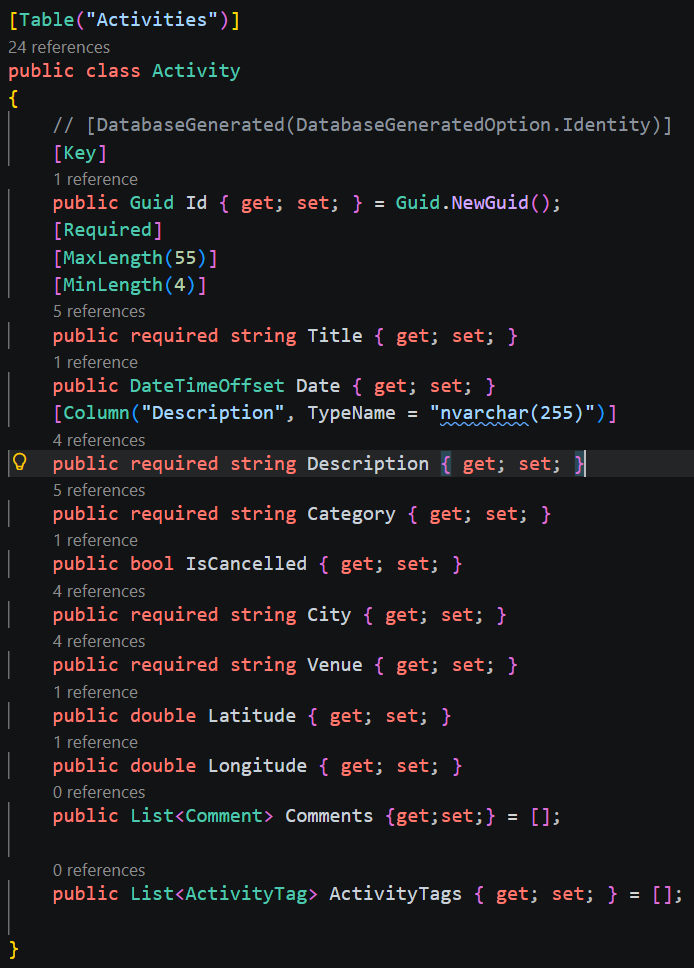 [Table("Activities")]
24 references
public class Activity
{
// [DatabaseGenerated(DatabaseGeneratedOption.Identity)]
[Key]
1 reference
public Guid Id { get; set; } = Guid.NewGuid();
[Required]
[MaxLength(55)]
[MinLength(4)]
5 references
public required string Title { get; set; }
1 reference
public DateTimeOffset Date { get; set; }
[Column("Description", TypeName = "nvarchar(255)")]
4 references
public required string Description { get; set; }
5 references
public required string Category { get; set; }
1 reference
public bool IsCancelled { get; set; }
4 references
public required string City { get; set; }
4 references
public required string Venue { get; set; }
1 reference
public double Latitude { get; set; }
1 reference
public double Longitude { get; set; }
0 references
public List<Comment> Comments {get;set;} = [];
0 references
public List<ActivityTag> ActivityTags { get; set; } = [];
}